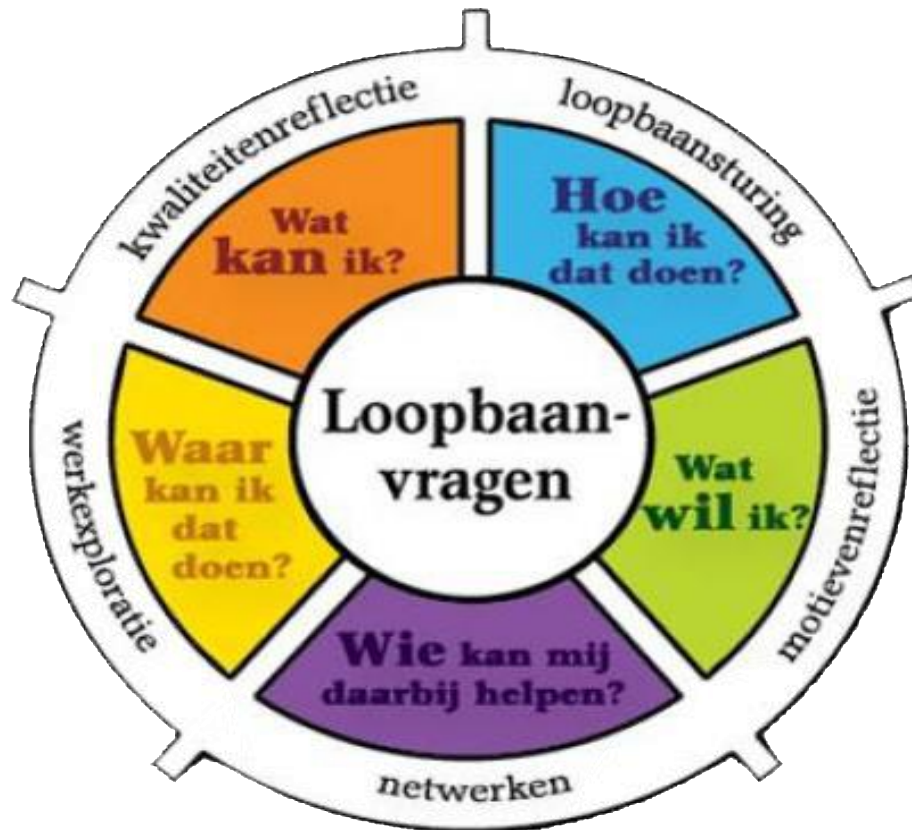 kwaliteitenreflectie
loopbaansturing
Wat
kan ik?
Hoe
kan ik
dat doen?
Loopbaan-
vragen
Waar
kan ik
dat
doen?
Wat
wil ik?
Wie kan mij
daarbij helpen?
werkexploratie
motievenreflectie
netwerken